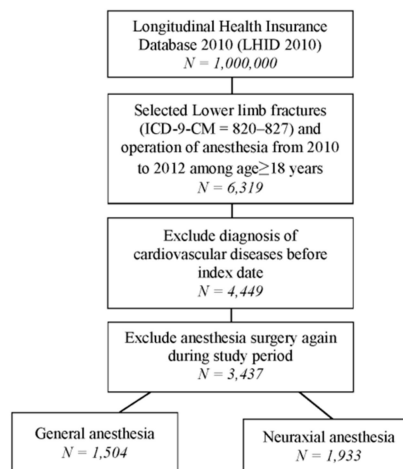 Longitudinal Health Insurance
Database 2010 (LHID 2010)
N = 1,000,000
Selected Lower limb fractures
(ICD-9-CM = 820–827) and
operation of anesthesia from 2010
to 2012 among age≥18 years
N = 6,319
Exclude diagnosis of
cardiovascular diseases before
index date
N = 4,449
Exclude anesthesia surgery again
during study period
N = 3,437
General anesthesia
N = 1,504
Neuraxial anesthesia
N = 1,933